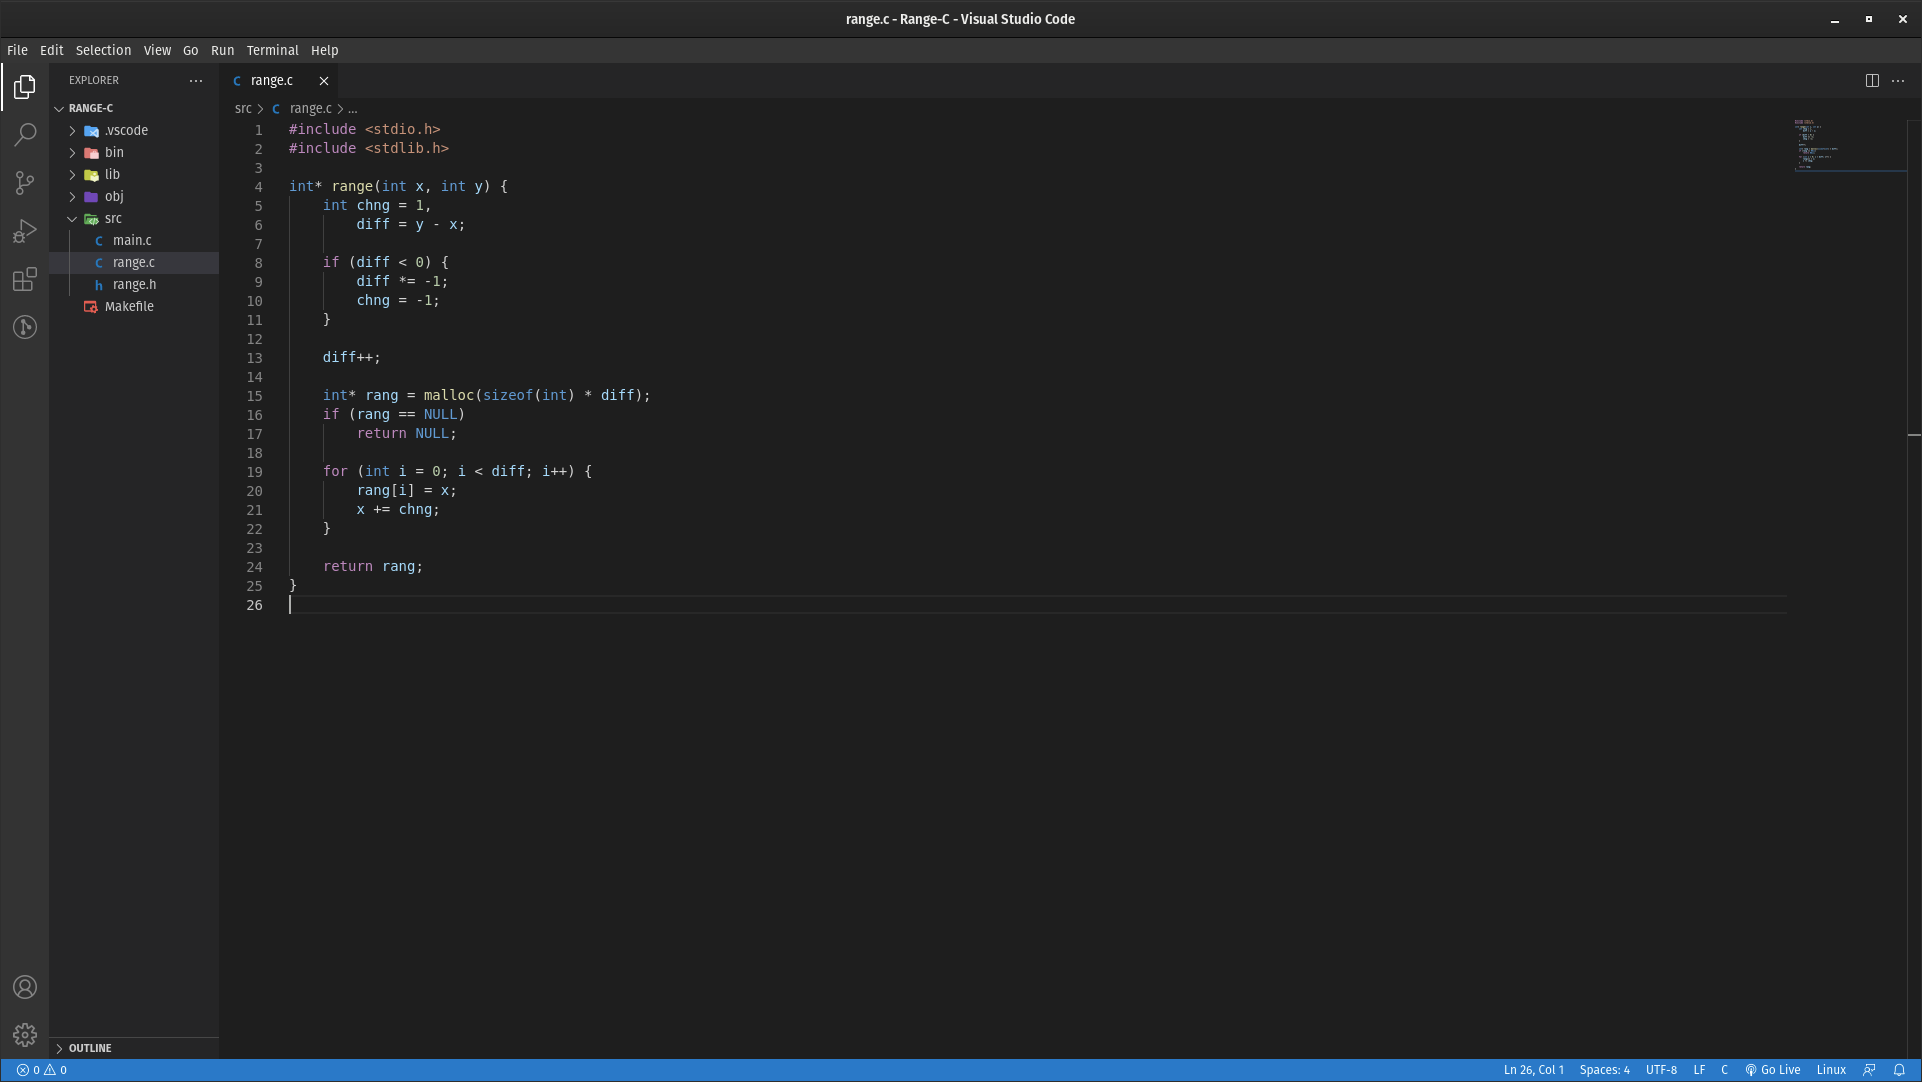 range.c - Range-C - Visual Studio Code
File Edit Selection View Go Run Terminal Help
EXPLORER ···
RANGE-C
.vscode
bin
lib
obj
src
main.c
range.c
range.h
Makefile
OUTLINE
C range.c
src > C range.c > ...
1 #include <stdio.h>
2 #include <stdlib.h>
3
4 int* range(int x, int y) {
5     int chng = 1,
6         diff = y - x;
7
8     if (diff < 0) {
9         diff *= -1;
10         chng = -1;
11     }
12
13     diff++;
14
15     int* rang = malloc(sizeof(int) * diff);
16     if (rang == NULL)
17         return NULL;
18
19     for (int i = 0; i < diff; i++) {
20         rang[i] = x;
21         x += chng;
22     }
23
24     return rang;
25 }
26
0 0 Ln 26, Col 1 Spaces: 4 UTF-8 LF C Go Live Linux